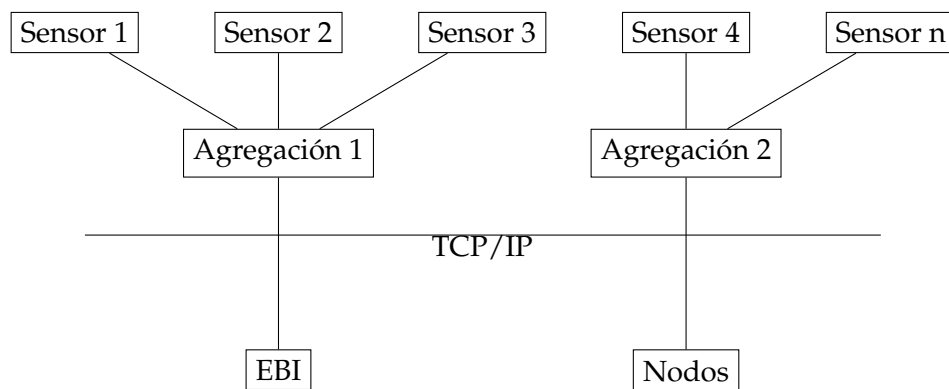 Sensor 1
Sensor 2
Sensor 3
Sensor 4
Sensor n
Agregación 1
Agregación 2
TCP/IP
EBI
Nodos